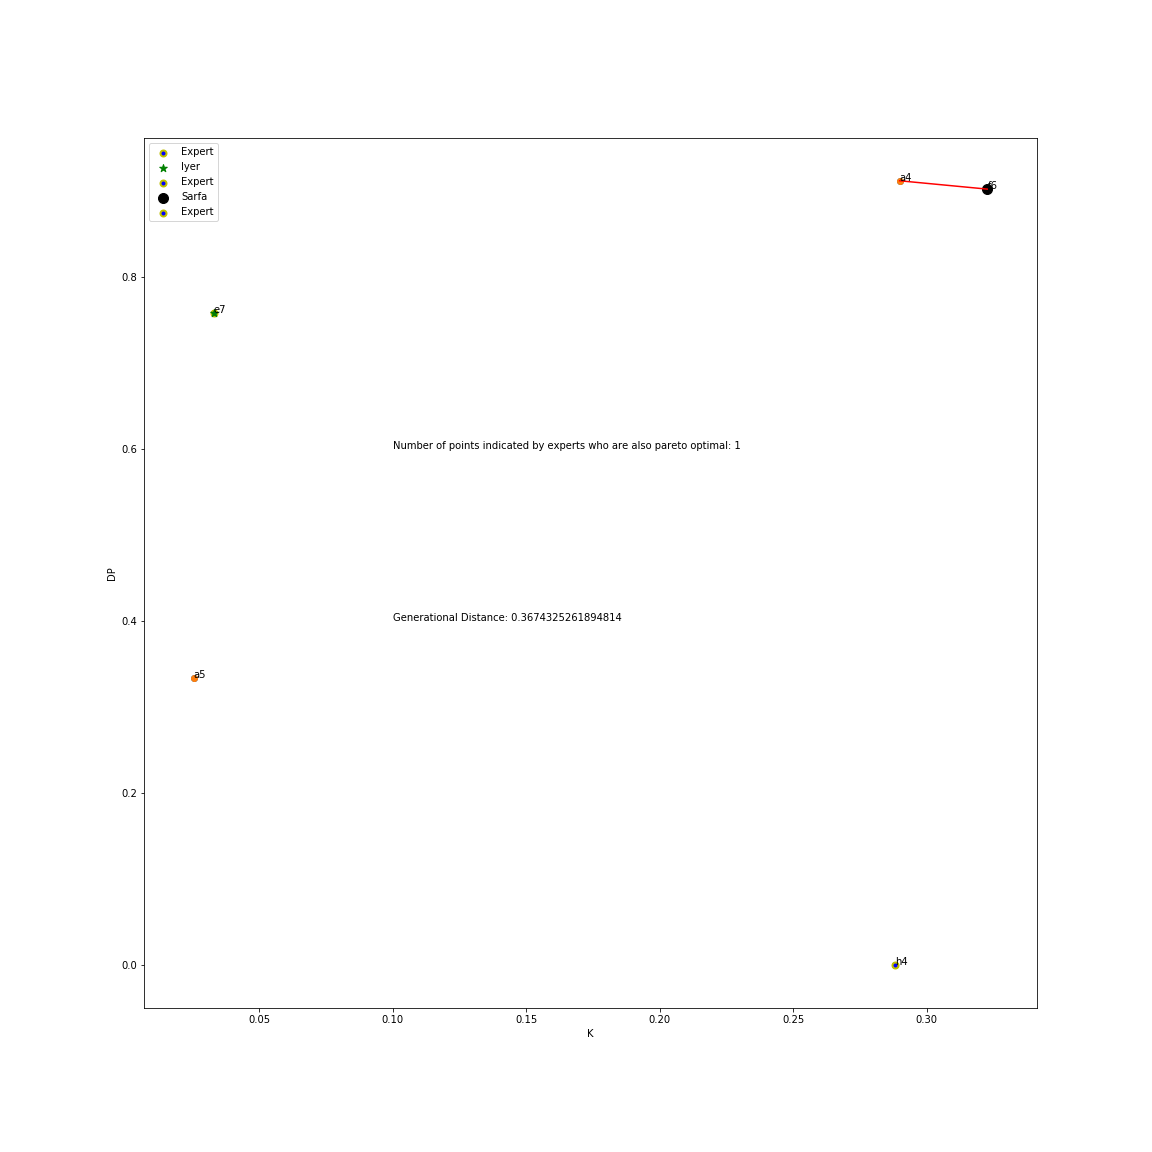 Expert
Iyer
Expert
Sarfa
Expert
a4
f6
0.8
e7
Number of points indicated by experts who are also pareto optimal: 1
0.6
DP
Generational Distance: 0.3674325261894814
0.4
a5
0.2
h4
0.0
0.05 0.10 0.15 0.20 0.25 0.30
K